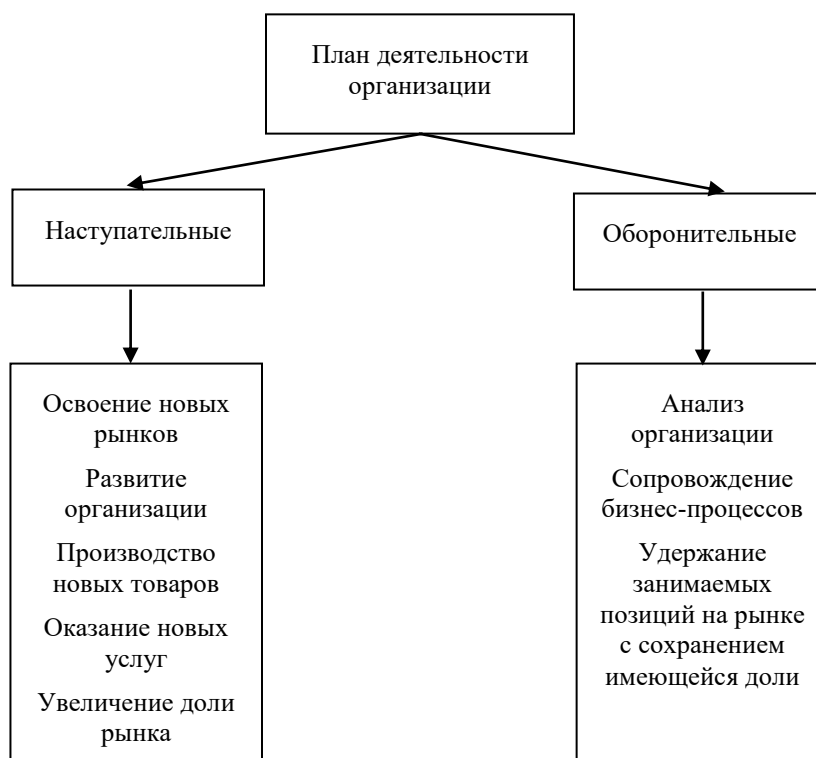 План деятельности
организации
Наступательные
Оборонительные
Освоение новых
рынков
Развитие
организации
Производство
новых товаров
Оказание новых
услуг
Увеличение доли
рынка
Анализ
организации
Сопровождение
бизнес-процессов
Удержание
занимаемых
позиций на рынке
с сохранением
имеющейся доли